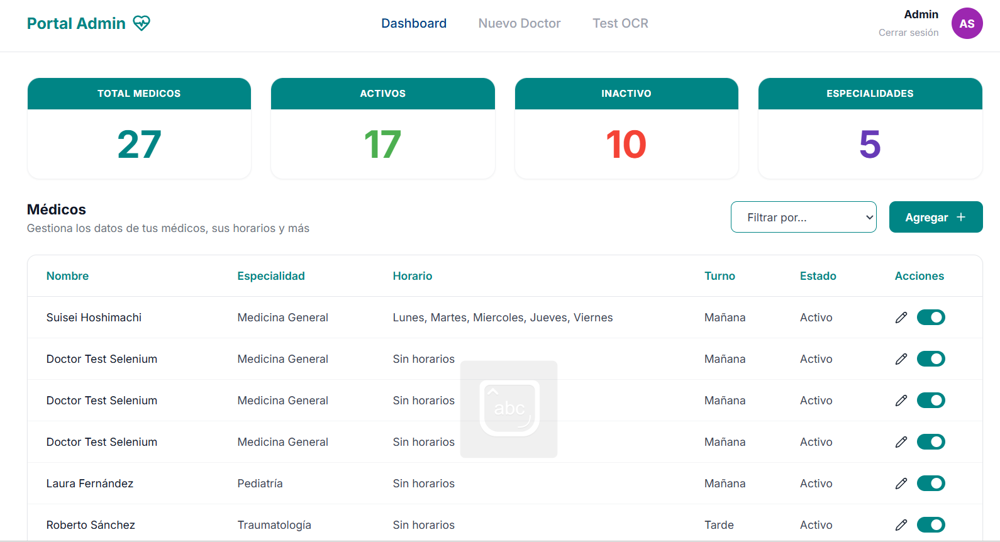 Portal Admin
Dashboard Nuevo Doctor Test OCR
Admin
Cerrar sesión
AS
TOTAL MEDICOS
27
ACTIVOS
17
INACTIVO
10
ESPECIALIDADES
5
Médicos
Gestiona los datos de tus médicos, sus horarios y más
Filtrar por...
Agregar +
Nombre Especialidad Horario Turno Estado Acciones
Suisei Hoshimachi Medicina General Lunes, Martes, Miercoles, Jueves, Viernes Mañana Activo
Doctor Test Selenium Medicina General Sin horarios Mañana Activo
Doctor Test Selenium Medicina General Sin horarios Mañana Activo
abc
Doctor Test Selenium Medicina General Sin horarios Mañana Activo
Laura Fernández Pediatría Sin horarios Mañana Activo
Roberto Sánchez Traumatología Sin horarios Tarde Activo